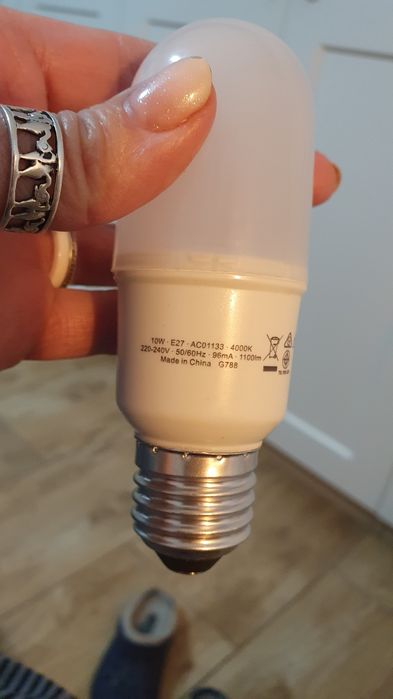 10W · E27 · AC01133 · 4000K
220-240V · 50/60Hz · 96mA · 1100lm
Made in China G788